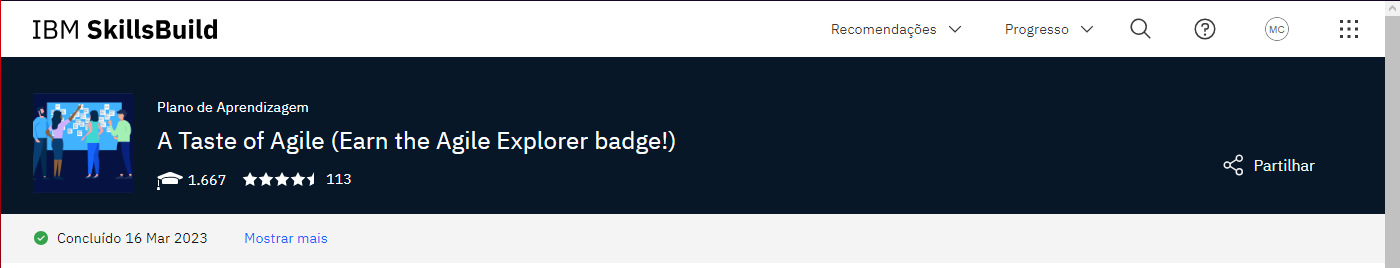 IBM SkillsBuild
Recomendações
Progresso
MC
Plano de Aprendizagem
A Taste of Agile (Earn the Agile Explorer badge!)
1.667
113
Partilhar
Concluído 16 Mar 2023
Mostrar mais